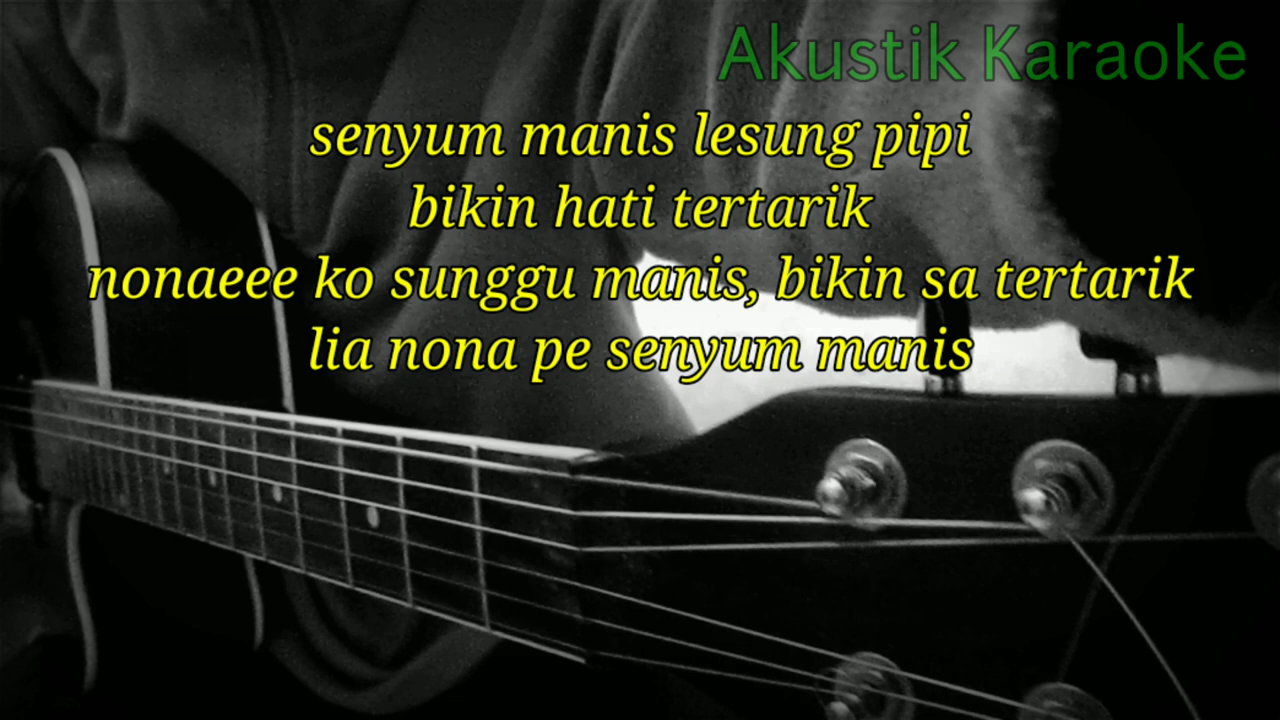 Akustik Karaoke
senyum manis lesung pipi
bikin hati tertarik
nonaeee ko sunggu manis, bikin sa tertarik
lia nona pe senyum manis